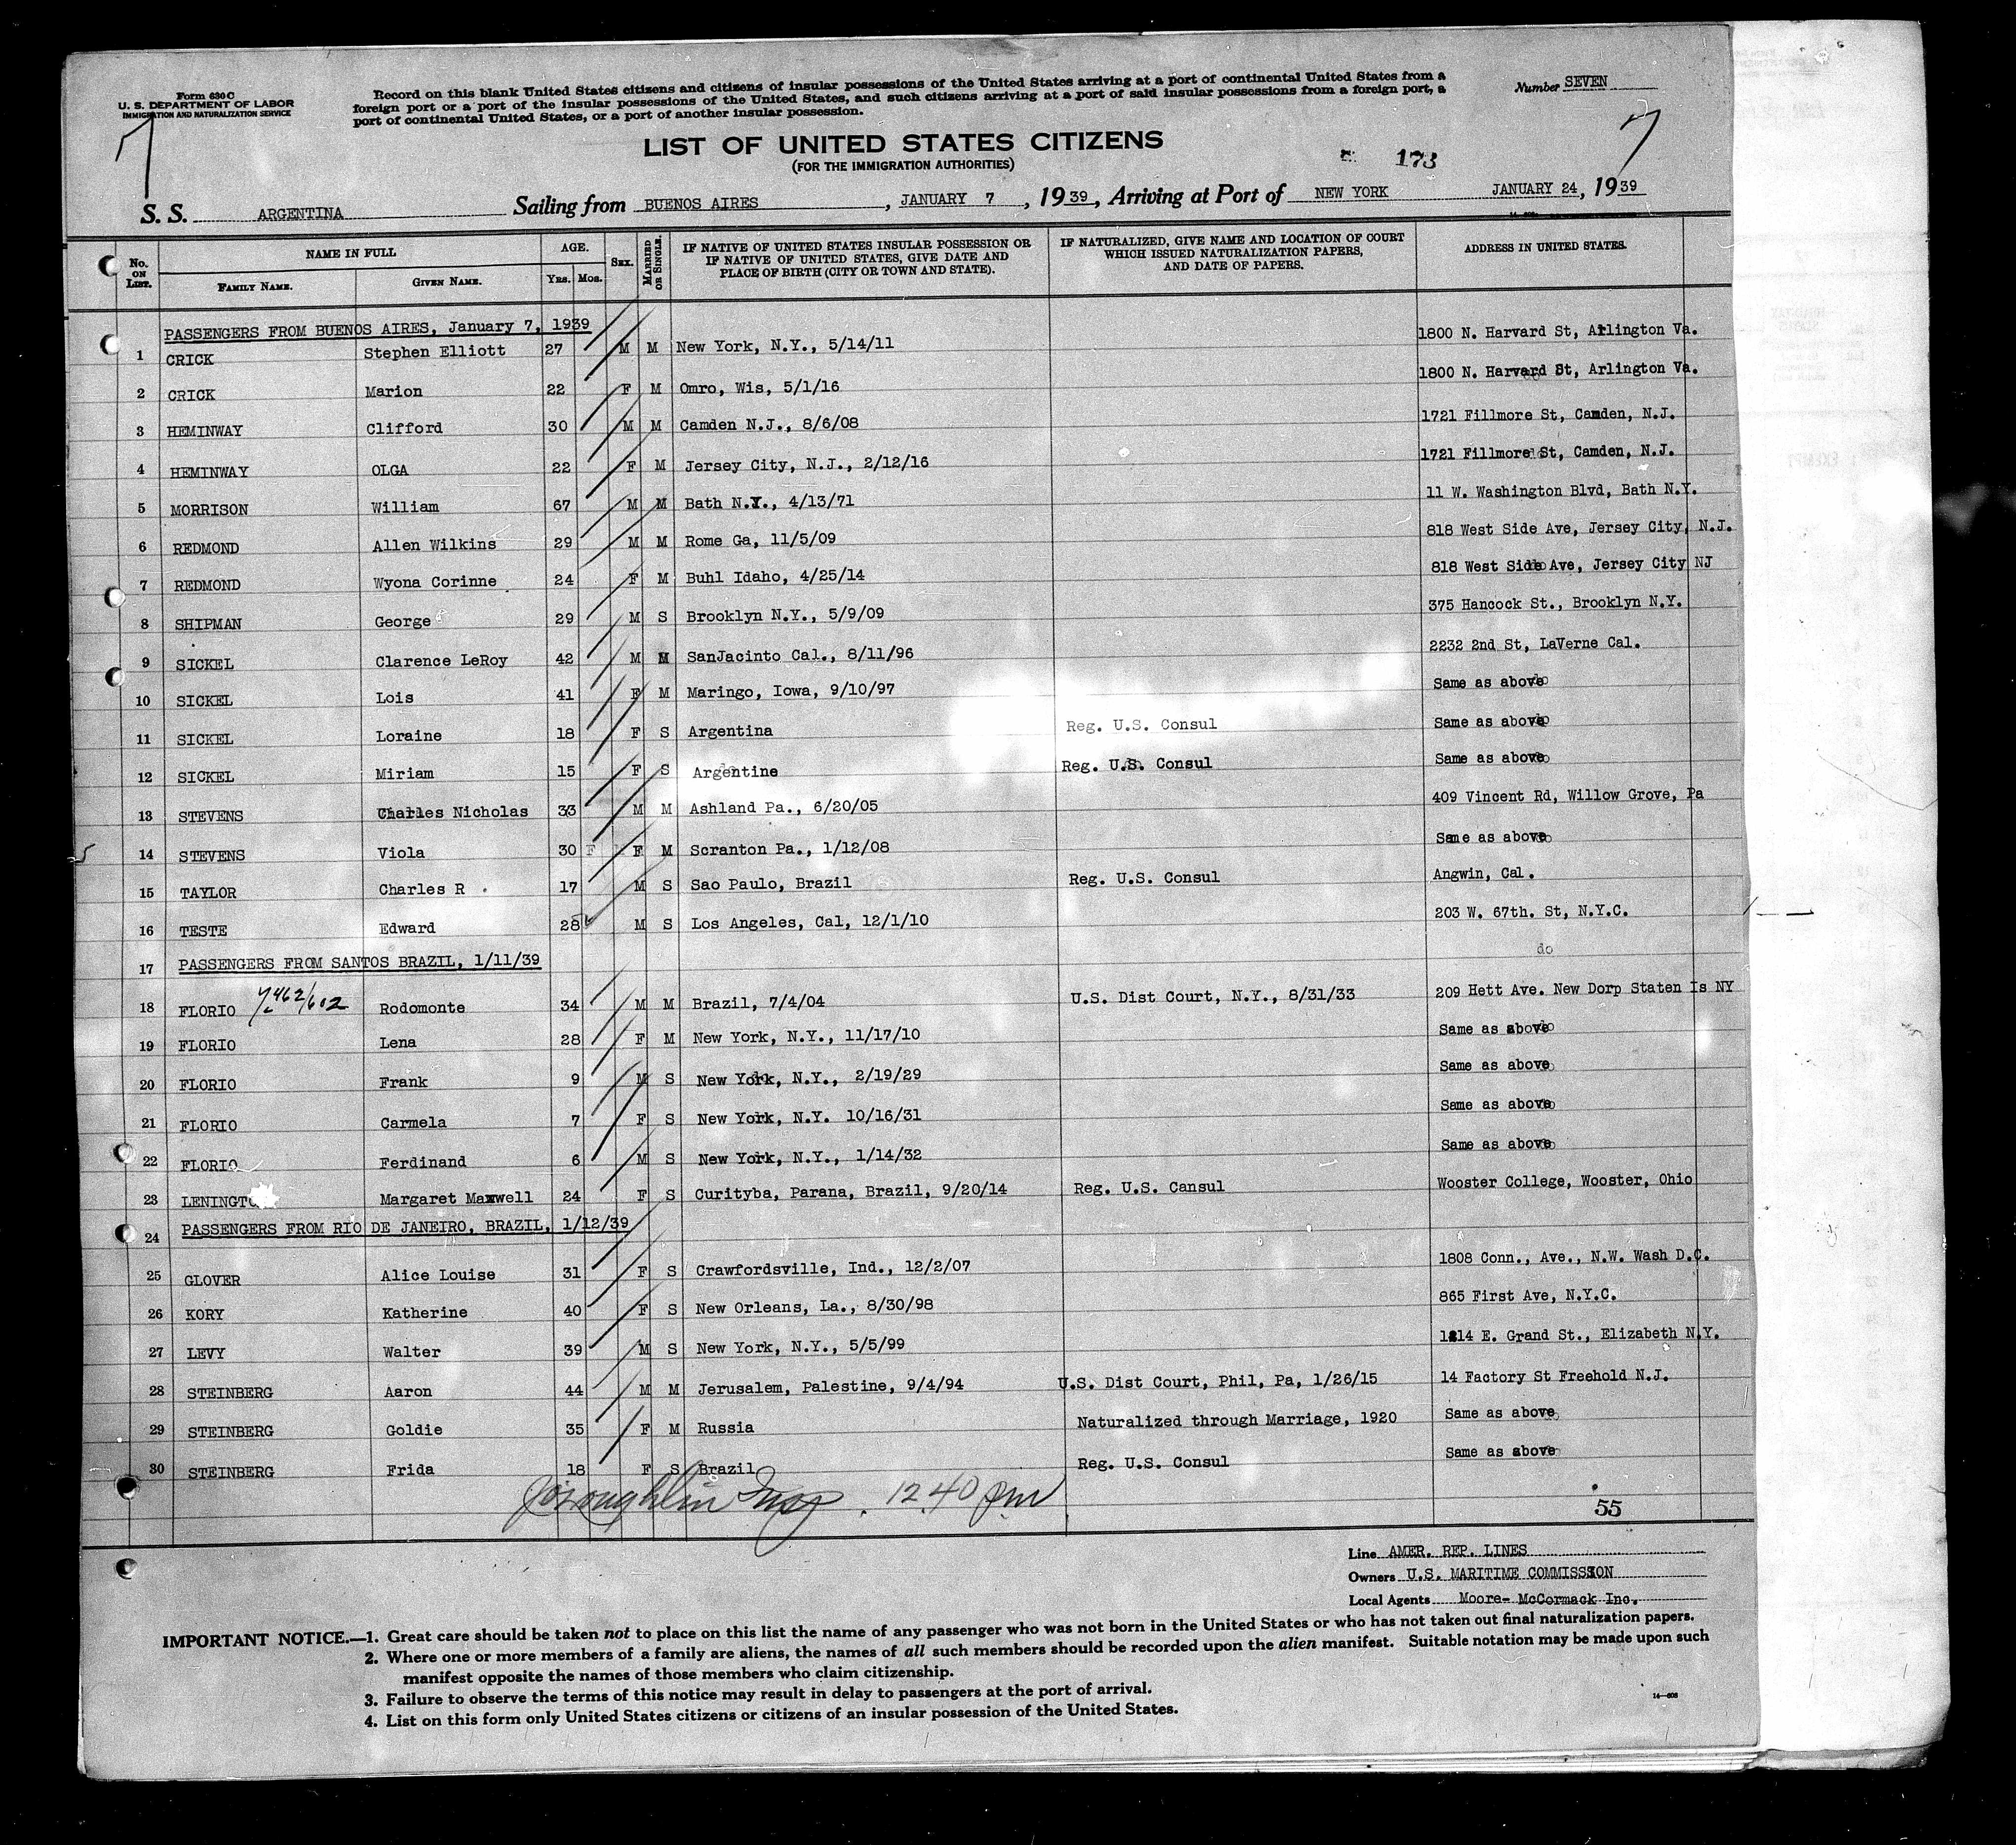 Form 630 C
U. S. DEPARTMENT OF LABOR
IMMIGRATION AND NATURALIZATION SERVICE
Record on this blank United States citizens and citizens of insular possessions of the United States arriving at a port of continental United States from a
foreign port or a port of the insular possessions of the United States, and such citizens arriving at a port of said insular possessions from a foreign port, a
port of continental United States, or a port of another insular possession.
Number SEVEN
7 7
LIST OF UNITED STATES CITIZENS
(FOR THE IMMIGRATION AUTHORITIES)
173
S. S. ARGENTINA Sailing from BUENOS AIRES, JANUARY 7, 1939, Arriving at Port of NEW YORK JANUARY 24, 1939
No. ON LIST. NAME IN FULL FAMILY NAME. GIVEN NAME. AGE. YRS. MOS. SEX. MARRIED OR SINGLE. IF NATIVE OF UNITED STATES INSULAR POSSESSION OR IF NATIVE OF UNITED STATES, GIVE DATE AND PLACE OF BIRTH (CITY OR TOWN AND STATE). IF NATURALIZED, GIVE NAME AND LOCATION OF COURT WHICH ISSUED NATURALIZATION PAPERS, AND DATE OF PAPERS. ADDRESS IN UNITED STATES.
PASSENGERS FROM BUENOS AIRES, January 7, 1939
1 CRICK Stephen Elliott 27 M M New York, N.Y., 5/14/11 1800 N. Harvard St, Arlington Va.
2 CRICK Marion 22 F M Omro, Wis, 5/1/16 1800 N. Harvard St, Arlington Va.
3 HEMINWAY Clifford 30 M M Camden N.J., 8/6/08 1721 Fillmore St, Camden, N.J.
4 HEMINWAY OLGA 22 F M Jersey City, N.J., 2/12/16 1721 Fillmore St, Camden, N.J.
5 MORRISON William 67 M M Bath N.Y., 4/13/71 11 W. Washington Blvd, Bath N.Y.
6 REDMOND Allen Wilkins 29 M M Rome Ga, 11/5/09 818 West Side Ave, Jersey City, N.J.
7 REDMOND Wyona Corinne 24 F M Buhl Idaho, 4/25/14 818 West Side Ave, Jersey City NJ
8 SHIPMAN George 29 M S Brooklyn N.Y., 5/9/09 375 Hancock St., Brooklyn N.Y.
9 SICKEL Clarence LeRoy 42 M M SanJacinto Cal., 8/11/96 2232 2nd St, LaVerne Cal.
10 SICKEL Lois 41 F M Maringo, Iowa, 9/10/97 Same as above
11 SICKEL Loraine 18 F S Argentina Reg. U.S. Consul Same as above
12 SICKEL Miriam 15 F S Argentine Reg. U.S. Consul Same as above
13 STEVENS Charles Nicholas 33 M M Ashland Pa., 6/20/05 409 Vincent Rd, Willow Grove, Pa
14 STEVENS Viola 30 F F M Scranton Pa., 1/12/08 Same as above
15 TAYLOR Charles R . 17 M S Sao Paulo, Brazil Reg. U.S. Consul Angwin, Cal.
16 TESTE Edward 28 M S Los Angeles, Cal, 12/1/10 203 W. 67th. St, N.Y.C.
17 PASSENGERS FROM SANTOS BRAZIL, 1/11/39 do
18 FLORIO Rodomonte 34 M M Brazil, 7/4/04 U.S. Dist Court, N.Y., 8/31/33 209 Hett Ave. New Dorp Staten Is NY
19 FLORIO Lena 28 F M New York, N.Y., 11/17/10 Same as above
20 FLORIO Frank 9 M S New York, N.Y., 2/19/29 Same as above
21 FLORIO Carmela 7 F S New York, N.Y. 10/16/31 Same as above
22 FLORIO Ferdinand 6 M S New York, N.Y., 1/14/32 Same as above
23 LENINGTO Margaret Maxwell 24 F S Curityba, Parana, Brazil, 9/20/14 Reg. U.S. Cansul Wooster College, Wooster, Ohio
24 PASSENGERS FROM RIO DE JANEIRO, BRAZIL, 1/12/39
25 GLOVER Alice Louise 31 F S Crawfordsville, Ind., 12/2/07 1808 Conn., Ave., N.W. Wash D.C.
26 KORY Katherine 40 F S New Orleans, La., 8/30/98 865 First Ave, N.Y.C.
27 LEVY Walter 39 M S New York, N.Y., 5/5/99 E. Grand St., Elizabeth N.Y.
28 STEINBERG Aaron 44 M M Jerusalem, Palestine, 9/4/94 U.S. Dist Court, Phil, Pa, 1/26/15 14 Factory St Freehold N.J.
29 STEINBERG Goldie 35 F M Russia Naturalized through Marriage, 1920 Same as above
30 STEINBERG Frida 18 F S Brazil Reg. U.S. Consul Same as above
12 40 pm
55
Line AMER. REP. LINES
Owners U.S. MARITIME COMMISSION
Local Agents Moore- McCormack Inc.
IMPORTANT NOTICE.—1. Great care should be taken not to place on this list the name of any passenger who was not born in the United States or who has not taken out final naturalization papers.
2. Where one or more members of a family are aliens, the names of all such members should be recorded upon the alien manifest. Suitable notation may be made upon such
manifest opposite the names of those members who claim citizenship.
3. Failure to observe the terms of this notice may result in delay to passengers at the port of arrival.
4. List on this form only United States citizens or citizens of an insular possession of the United States.